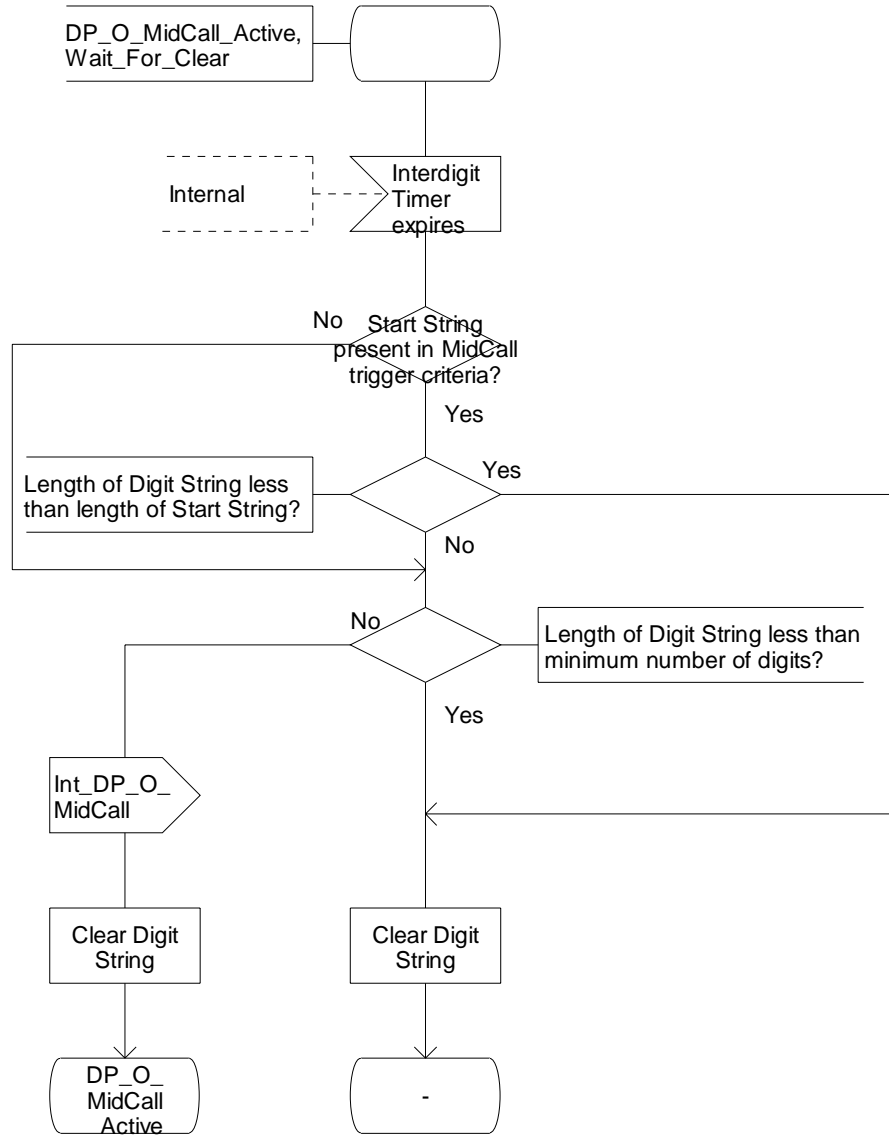 DP_O_MidCall_Active,
Wait_For_Clear
Internal
Interdigit
Timer
expires
No
Start String
present in MidCall
trigger criteria?
Yes
Length of Digit String less
than length of Start String?
Yes
No
No
Length of Digit String less than
minimum number of digits?
Yes
Int_DP_O_
MidCall
Clear Digit
String
Clear Digit
String
DP_O_
MidCall
Active
-